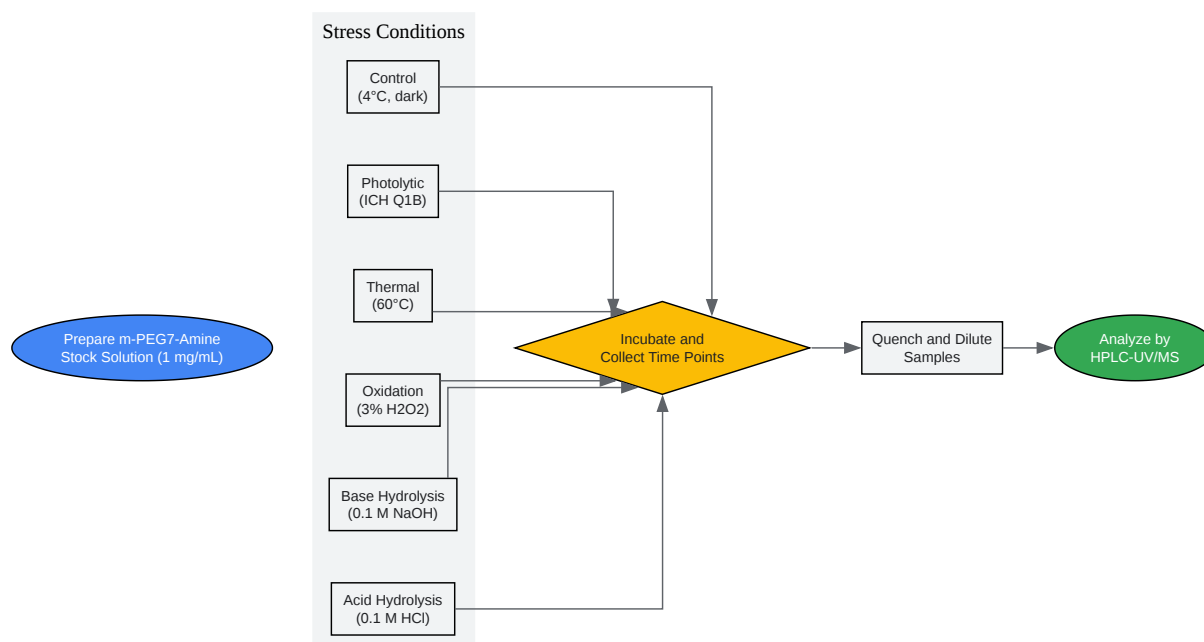 Stress Conditions
Control
(4°C, dark)
Photolytic
(ICH Q1B)
Thermal
(60°C)
Prepare m-PEG7-Amine
Stock Solution (1 mg/mL)
Incubate and
Collect Time Points
Quench and Dilute
Samples
Analyze by
HPLC-UV/MS
Oxidation
(3% H2O2)
Base Hydrolysis
(0.1 M NaOH)
Acid Hydrolysis
(0.1 M HCl)